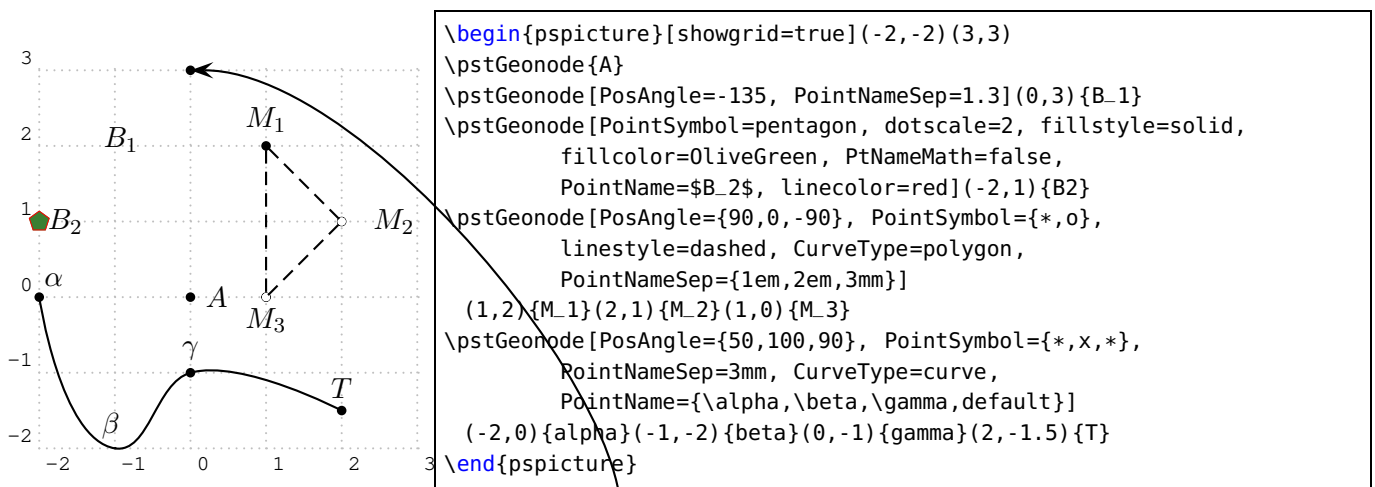 3
2
1
0
−1
−2
−2 −1 0 1 2 3
M₁
B₁
B₂
M₂
α
A
M₃
γ
T
β
\begin{pspicture}[showgrid=true](-2,-2)(3,3)
\pstGeonode{A}
\pstGeonode[PosAngle=-135, PointNameSep=1.3](0,3){B_1}
\pstGeonode[PointSymbol=pentagon, dotscale=2, fillstyle=solid,
fillcolor=OliveGreen, PtNameMath=false,
PointName=$B_2$, linecolor=red](-2,1){B2}
\pstGeonode[PosAngle={90,0,-90}, PointSymbol={*,o},
linestyle=dashed, CurveType=polygon,
PointNameSep={1em,2em,3mm}]
(1,2){M_1}(2,1){M_2}(1,0){M_3}
\pstGeonode[PosAngle={50,100,90}, PointSymbol={*,x,*},
PointNameSep=3mm, CurveType=curve,
PointName={\alpha,\beta,\gamma,default}]
(-2,0){alpha}(-1,-2){beta}(0,-1){gamma}(2,-1.5){T}
\end{pspicture}